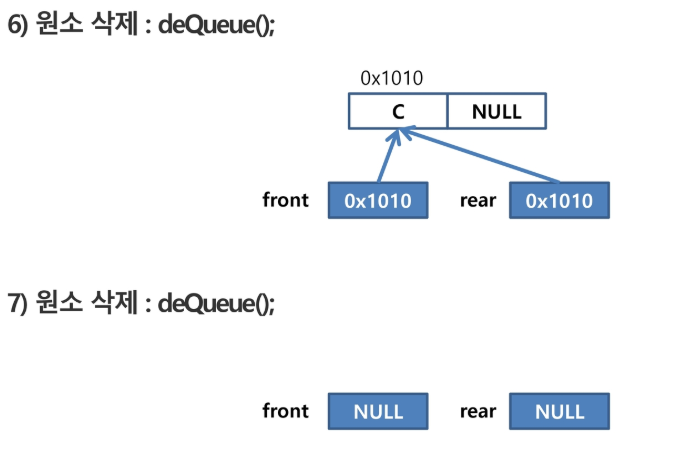 6) 원소 삭제 : deQueue();
0x1010
C NULL
front 0x1010 rear 0x1010
7) 원소 삭제 : deQueue();
front NULL rear NULL